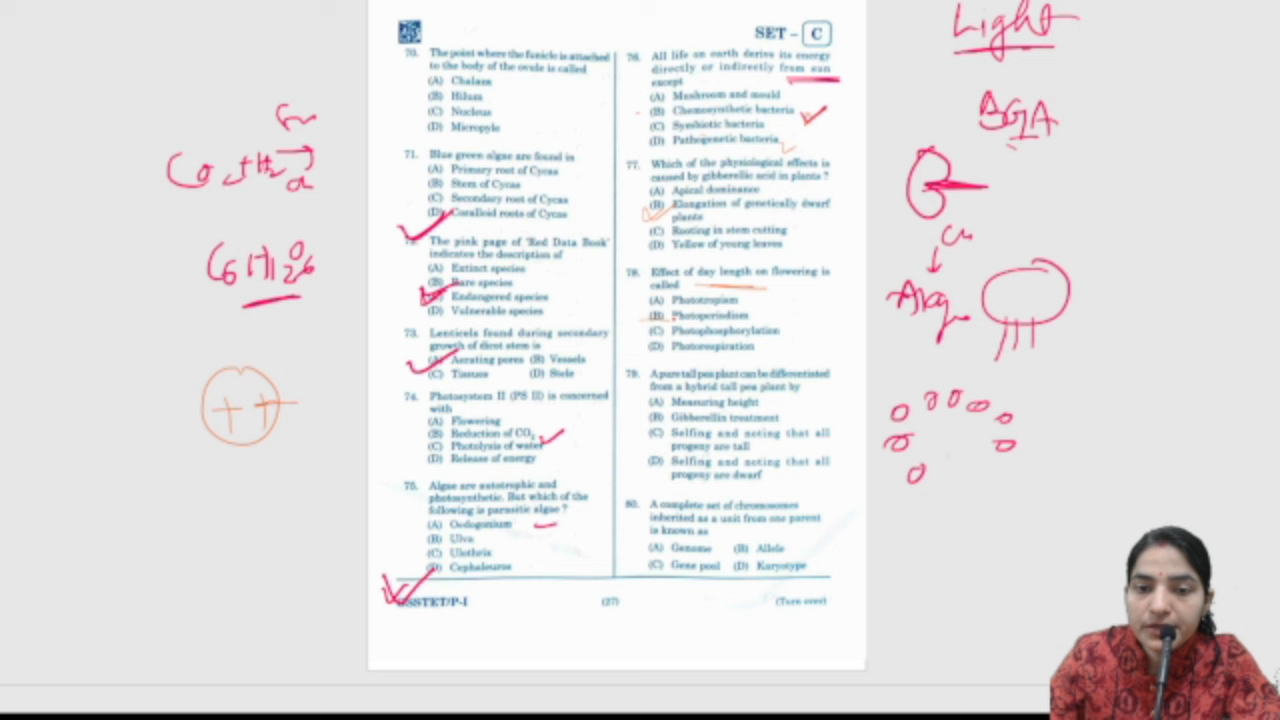 SET – C
70. The point where the funicle is attached
to the body of the ovule is called
(A) Chalaza
(B) Hilum
(C) Nucleus
(D) Micropyle
71. Blue green algae are found in
(A) Primary root of Cycas
(B) Stem of Cycas
(C) Secondary root of Cycas
(D) Coralloid roots of Cycas
72. The pink page of 'Red Data Book'
indicates the description of
(A) Extinct species
(B) Rare species
Endangered species
(D) Vulnerable species
73. Lenticels found during secondary
growth of dicot stem is
(A) Aerating pores (B) Vessels
(C) Tissues (D) Stele
74. Photosystem II (PS II) is concerned
with
(A) Flowering
(B) Reduction of CO₂
(C) Photolysis of water
(D) Release of energy
75. Algae are autotrophic and
photosynthetic. But which of the
following is parasitic algae ?
(A) Oedogonium
(B) Ulva
(C) Ulothrix
(D) Cephaleuros
76. All life on earth derive its energy
directly or indirectly from sun
except
(A) Mushroom and mould
(B) Chemosynthetic bacteria
(C) Symbiotic bacteria
(D) Pathogenetic bacteria
77. Which of the physiological effects is
caused by gibberellic acid in plants ?
(A) Apical dominance
(B) Elongation of genetically dwarf
plants
(C) Rooting in stem cutting
(D) Yellow of young leaves
78. Effect of day length on flowering is
called
(A) Phototropism
(B) Photoperiodism
(C) Photophosphorylation
(D) Photorespiration
79. A pure tall pea plant can be differentiated
from a hybrid tall pea plant by
(A) Measuring height
(B) Gibberellin treatment
(C) Selfing and noting that all
progeny are tall
(D) Selfing and noting that all
progeny are dwarf
80. A complete set of chromosomes
inherited as a unit from one parent
is known as
(A) Genome (B) Allele
(C) Gene pool (D) Karyotype
SSTET/P-I (27) (Turn over)
C6H12O6
Light
BGA